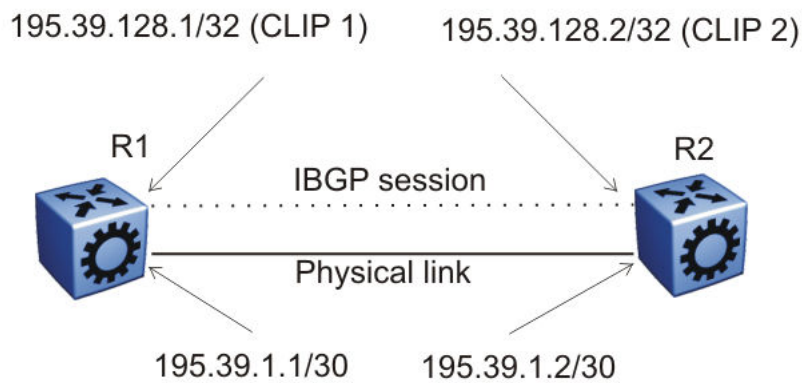 195.39.128.1/32 (CLIP 1)
195.39.128.2/32 (CLIP 2)
R1
R2
IBGP session
Physical link
195.39.1.1/30
195.39.1.2/30